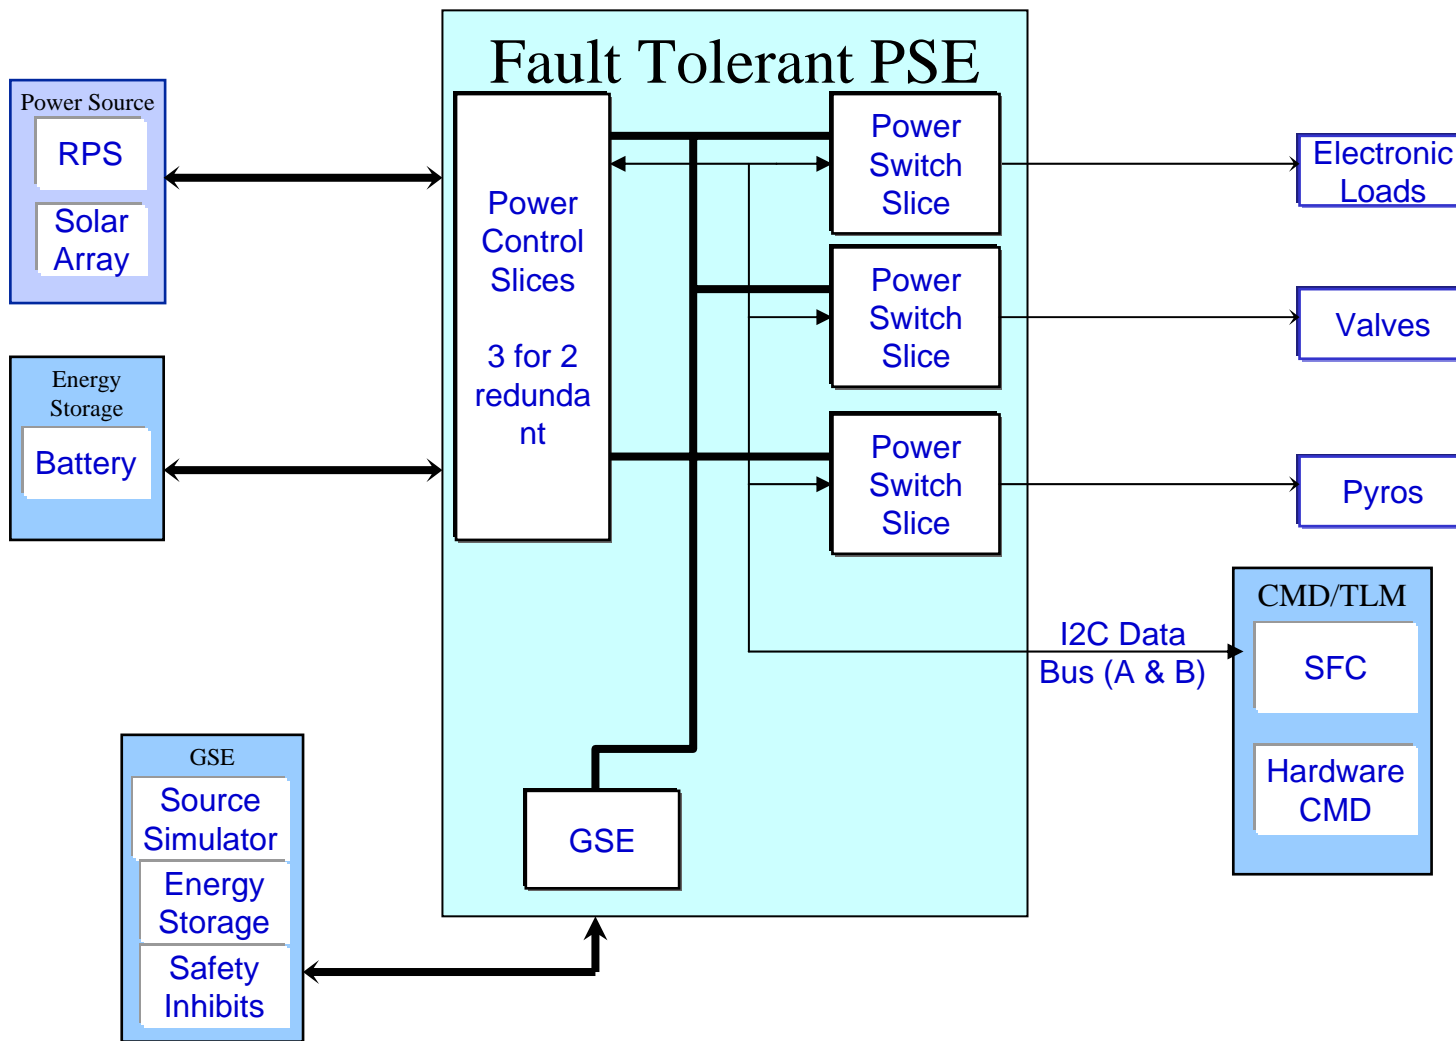 Fault Tolerant PSE
Power Source
RPS
Solar
Array
Energy
Storage
Battery
Power
Control
Slices
3 for 2
redunda
nt
Power
Switch
Slice
Power
Switch
Slice
Power
Switch
Slice
Electronic
Loads
Valves
Pyros
I2C Data
Bus (A & B)
CMD/TLM
SFC
Hardware
CMD
GSE
Source
Simulator
Energy
Storage
Safety
Inhibits
GSE